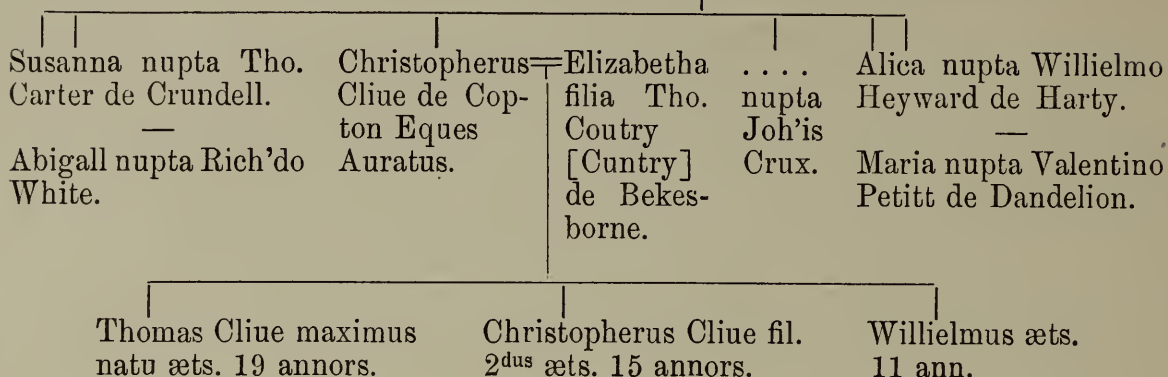 Susanna nupta Tho.
Carter de Crundell.
—
Abigall nupta Rich'do
White.
Christopherus
Cliue de Cop-
ton Eques
Auratus.
Elizabetha
filia Tho.
Coutry
[Cuntry]
de Bekes-
borne.
. . . .
nupta
Joh'is
Crux.
Alica nupta Willielmo
Heyward de Harty.
—
Maria nupta Valentino
Petitt de Dandelion.
Thomas Cliue maximus
natu æts. 19 annors.
Christopherus Cliue fil.
2dus æts. 15 annors.
Willielmus æts.
11 ann.